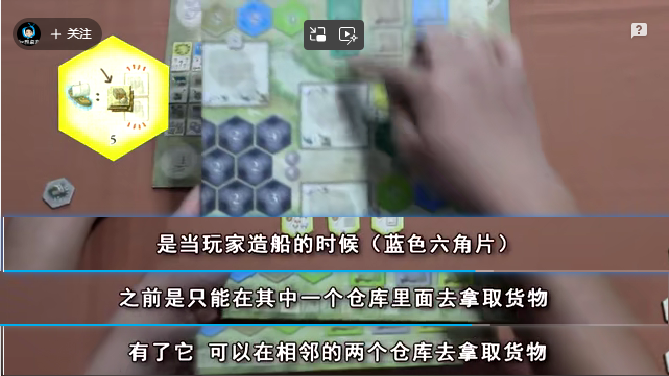 + 关注
5
是当玩家造船的时候（蓝色六角片）
之前是只能在其中一个仓库里面去拿取货物
有了它 可以在相邻的两个仓库去拿取货物